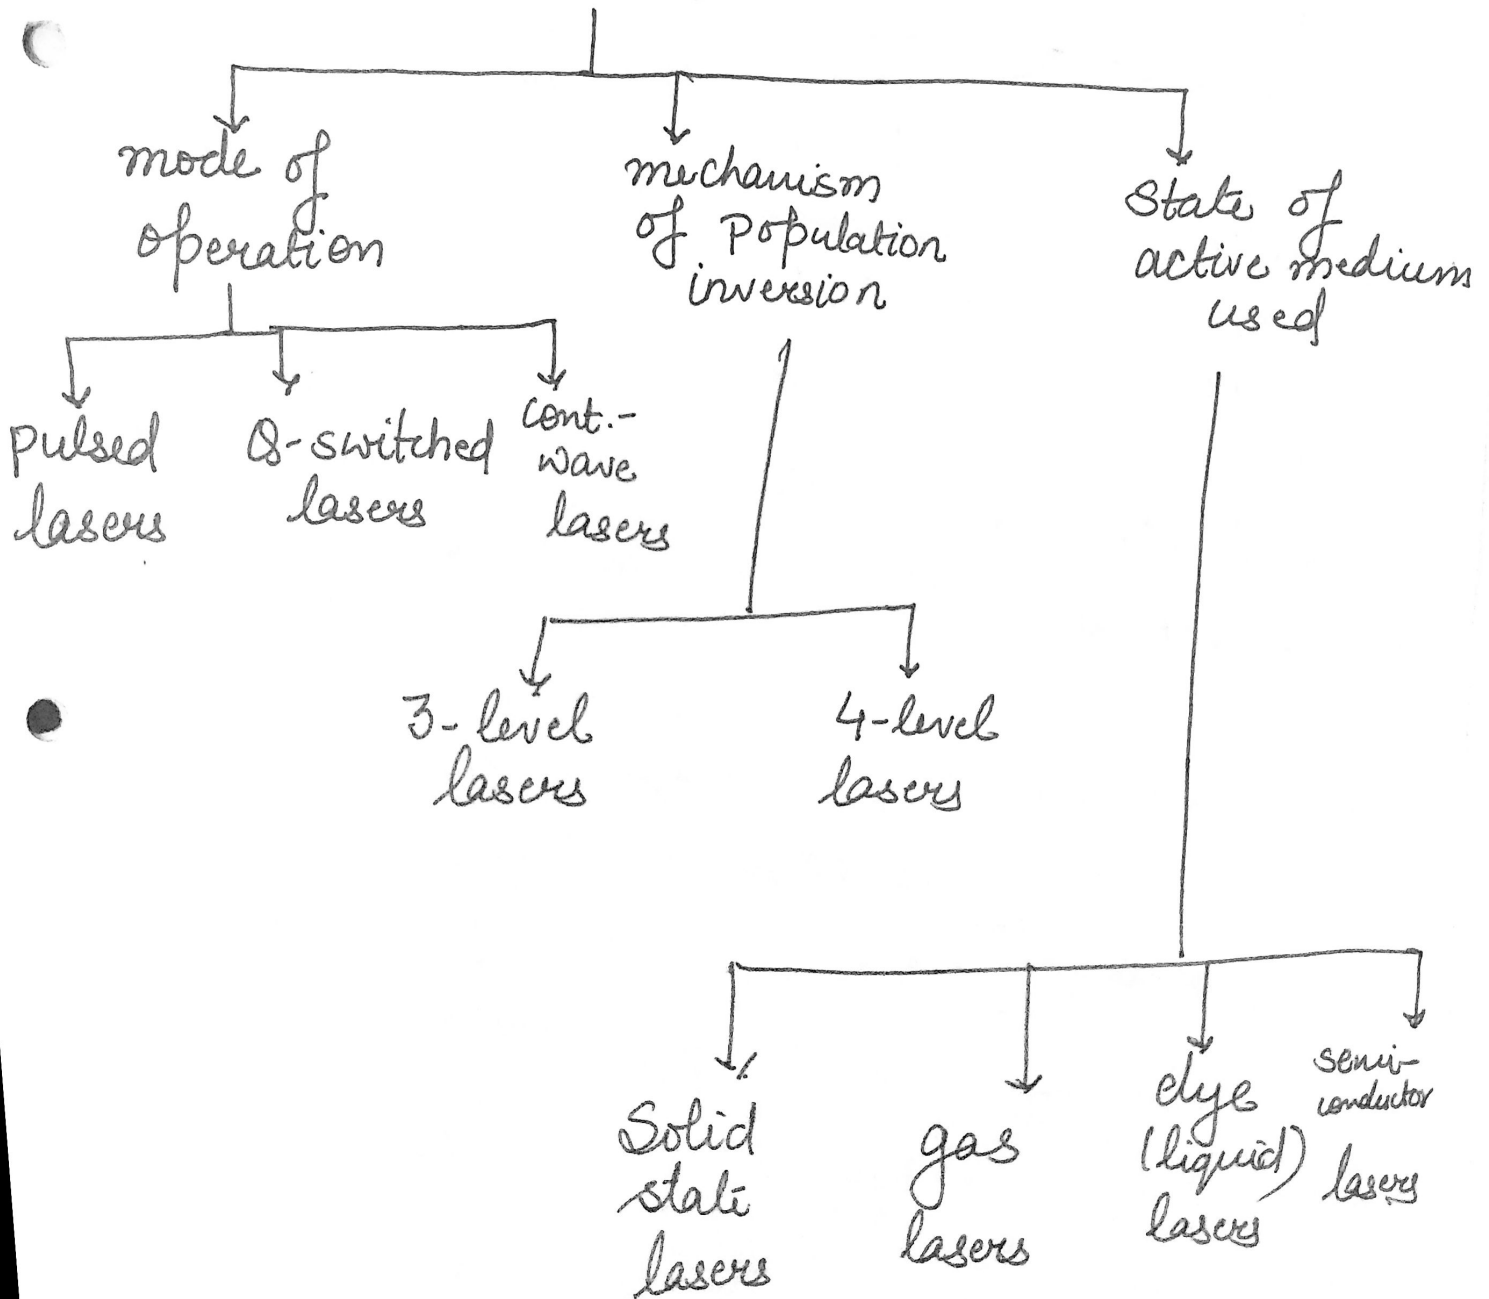 mode of
operation
mechanism
of population
inversion
state of
active medium
used
pulsed
lasers
Q-switched
lasers
cont.-
wave
lasers
3-level
lasers
4-level
lasers
Solid
state
lasers
gas
lasers
dye
(liquid)
lasers
semi-
conductor
lasers